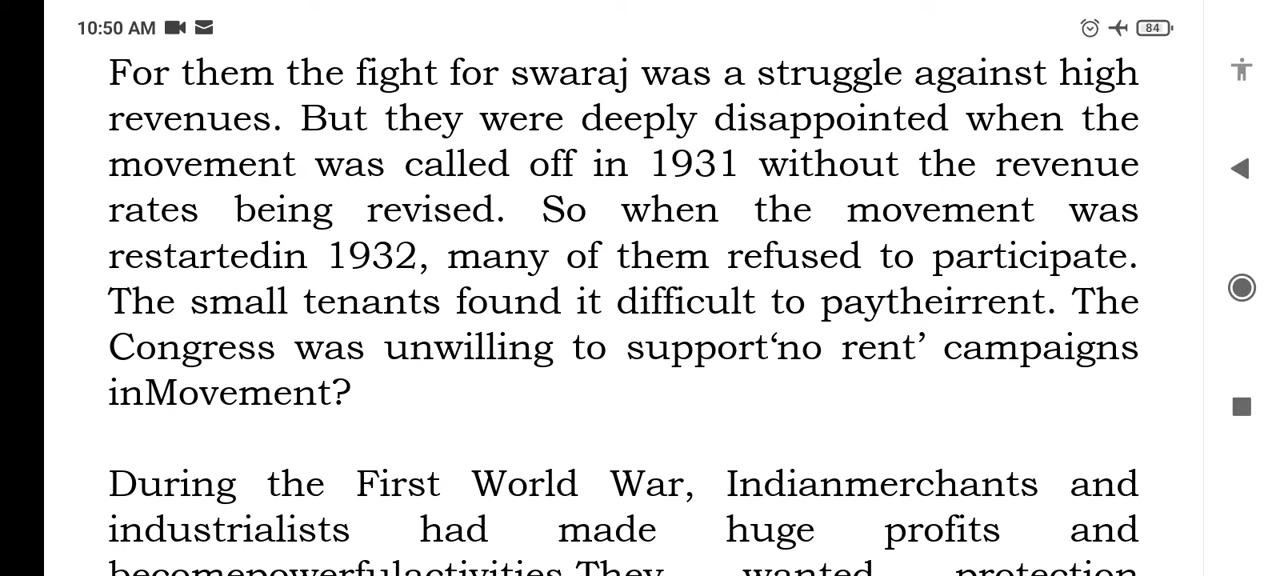 10:50 AM
84
For them the fight for swaraj was a struggle against high
revenues. But they were deeply disappointed when the
movement was called off in 1931 without the revenue
rates being revised. So when the movement was
restartedin 1932, many of them refused to participate.
The small tenants found it difficult to paytheirrent. The
Congress was unwilling to support‘no rent’ campaigns
inMovement?
During the First World War, Indianmerchants and
industrialists had made huge profits and
becomepowerfulactivities.They wanted protection